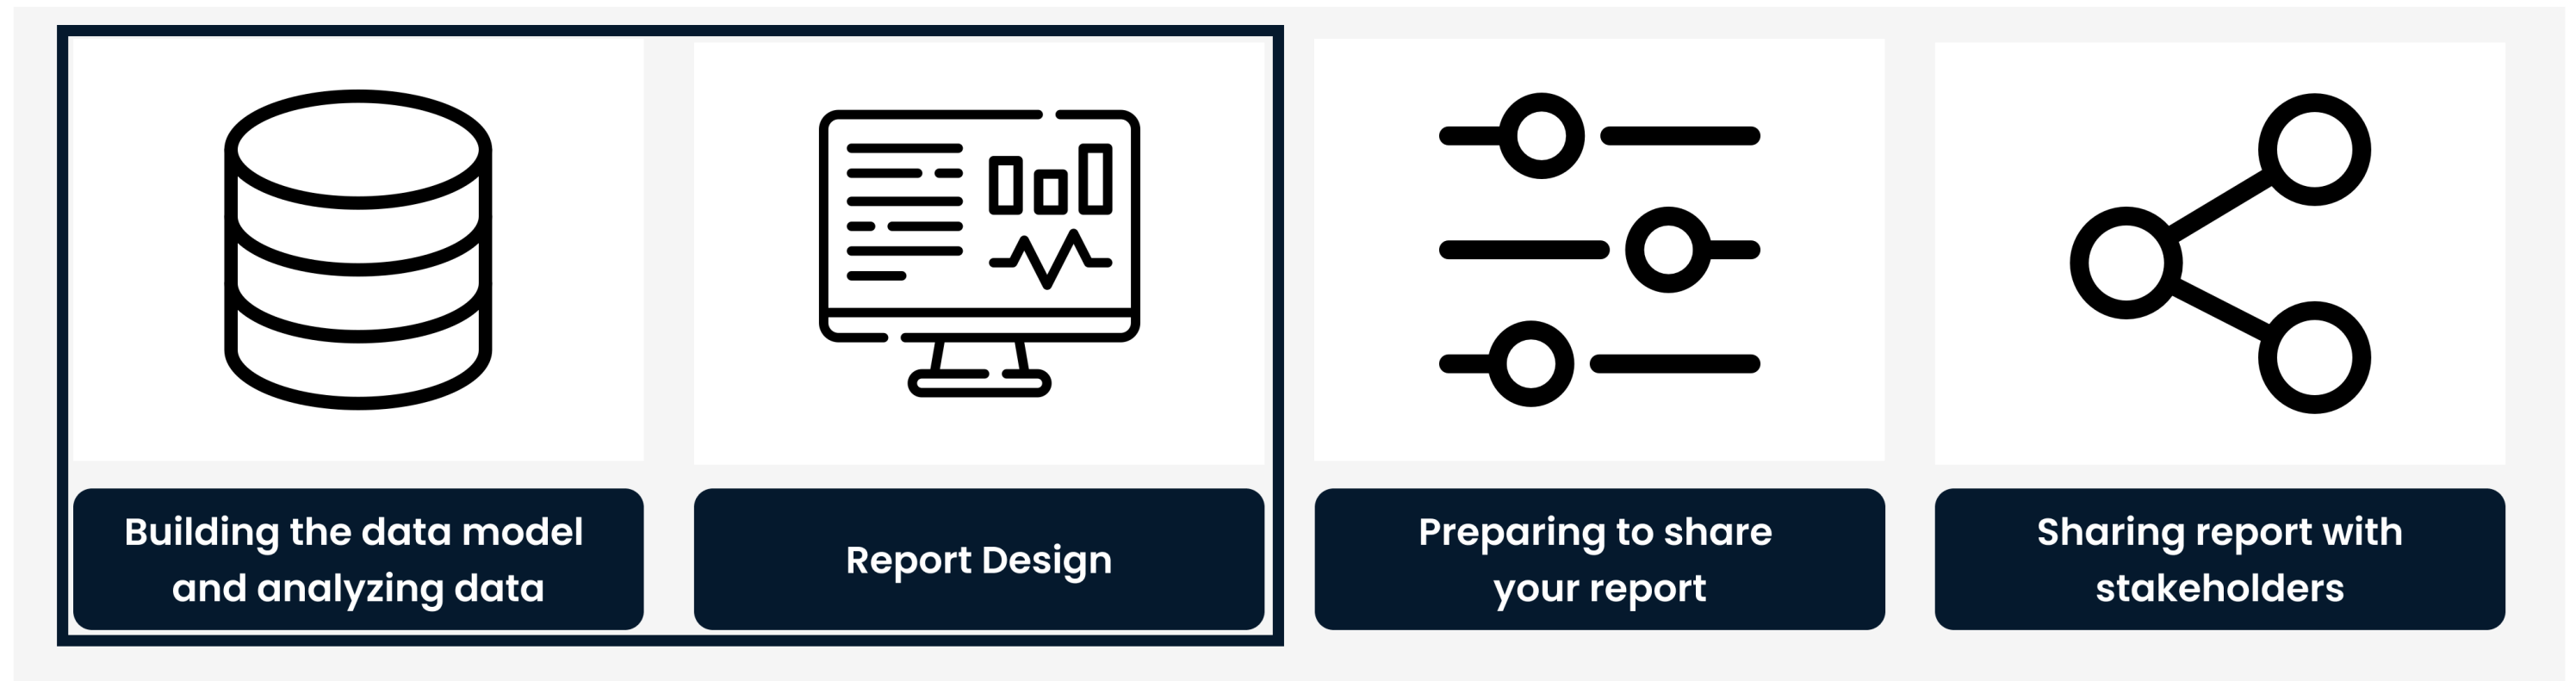 Building the data model
and analyzing data
Report Design
Preparing to share
your report
Sharing report with
stakeholders